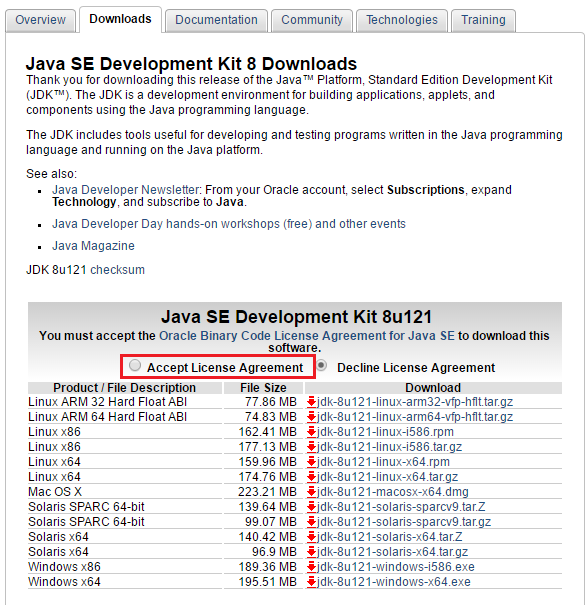 Overview Downloads Documentation Community Technologies Training
Java SE Development Kit 8 Downloads
Thank you for downloading this release of the Java™ Platform, Standard Edition Development Kit
(JDK™). The JDK is a development environment for building applications, applets, and
components using the Java programming language.
The JDK includes tools useful for developing and testing programs written in the Java programming
language and running on the Java platform.
See also:
Java Developer Newsletter: From your Oracle account, select Subscriptions, expand
Technology, and subscribe to Java.
Java Developer Day hands-on workshops (free) and other events
Java Magazine
JDK 8u121 checksum
Java SE Development Kit 8u121
You must accept the Oracle Binary Code License Agreement for Java SE to download this
software.
Accept License Agreement Decline License Agreement
Product / File Description File Size Download
Linux ARM 32 Hard Float ABI 77.86 MB jdk-8u121-linux-arm32-vfp-hflt.tar.gz
Linux ARM 64 Hard Float ABI 74.83 MB jdk-8u121-linux-arm64-vfp-hflt.tar.gz
Linux x86 162.41 MB jdk-8u121-linux-i586.rpm
Linux x86 177.13 MB jdk-8u121-linux-i586.tar.gz
Linux x64 159.96 MB jdk-8u121-linux-x64.rpm
Linux x64 174.76 MB jdk-8u121-linux-x64.tar.gz
Mac OS X 223.21 MB jdk-8u121-macosx-x64.dmg
Solaris SPARC 64-bit 139.64 MB jdk-8u121-solaris-sparcv9.tar.Z
Solaris SPARC 64-bit 99.07 MB jdk-8u121-solaris-sparcv9.tar.gz
Solaris x64 140.42 MB jdk-8u121-solaris-x64.tar.Z
Solaris x64 96.9 MB jdk-8u121-solaris-x64.tar.gz
Windows x86 189.36 MB jdk-8u121-windows-i586.exe
Windows x64 195.51 MB jdk-8u121-windows-x64.exe